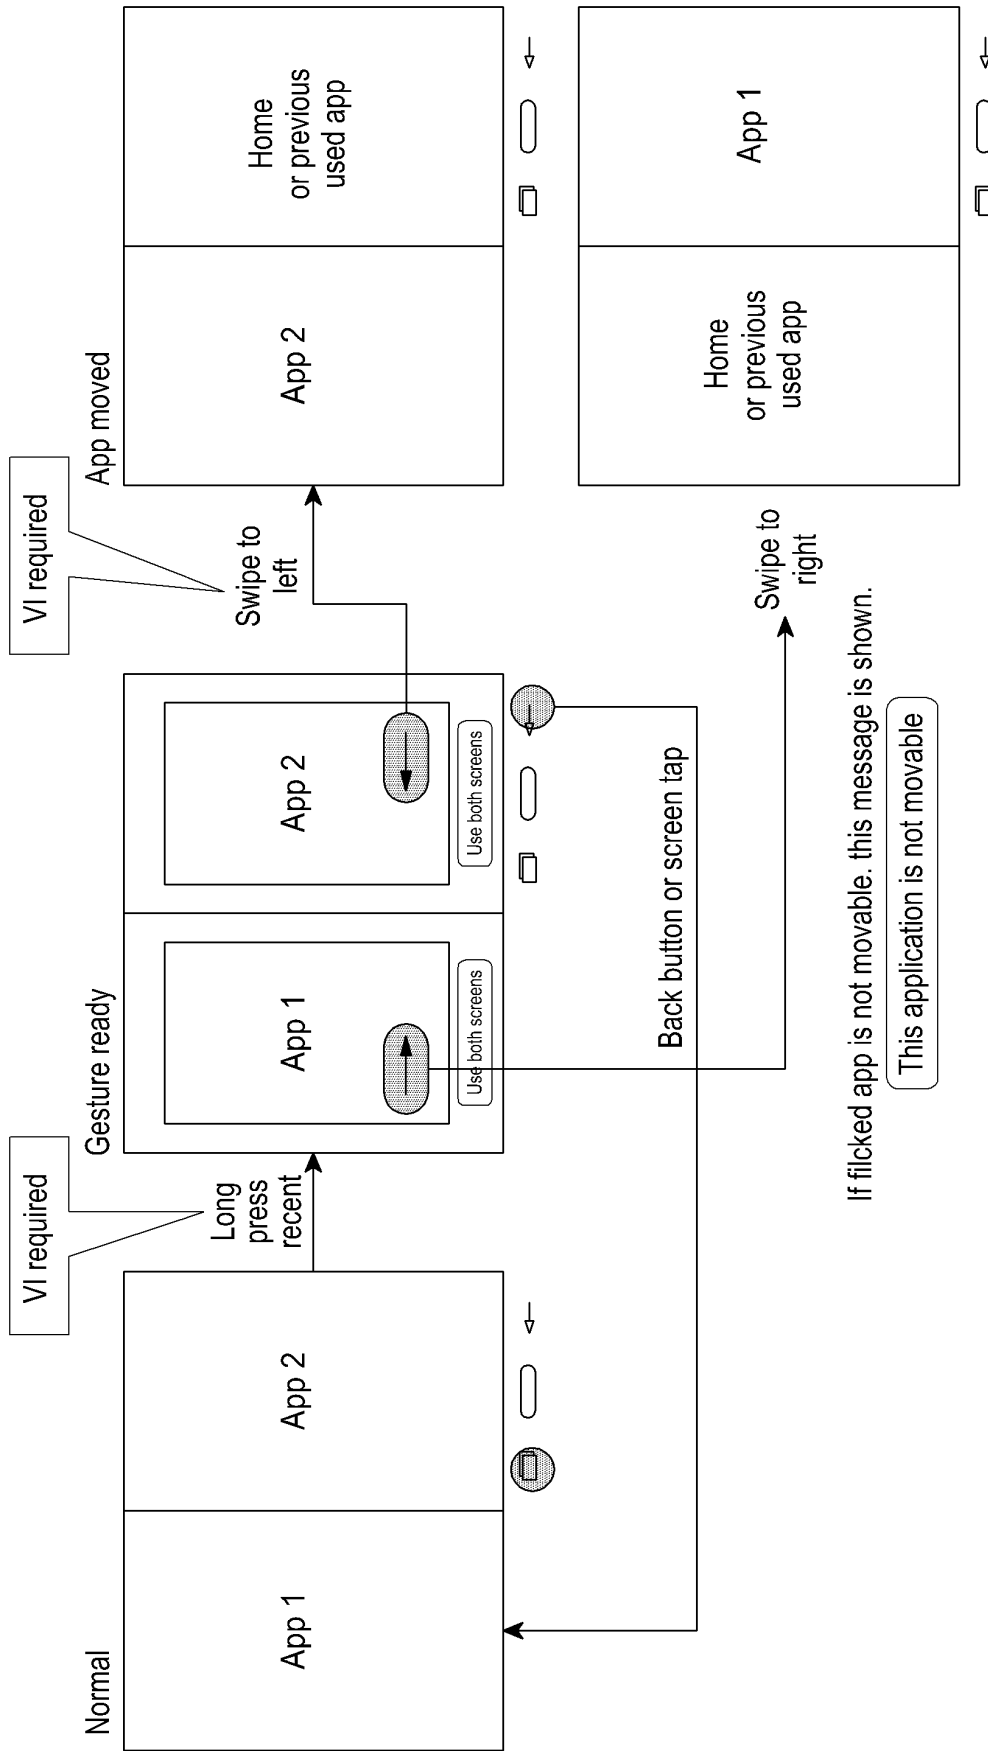 Normal
App 1
App 2
VI required
Long
press
recent
Gesture ready
App 1
Use both screens
App 2
Use both screens
Back button or screen tap
VI required
Swipe to
left
App moved
App 2
Home
or previous
used app
Swipe to
right
Home
or previous
used app
App 1
If filcked app is not movable. this message is shown.
This application is not movable